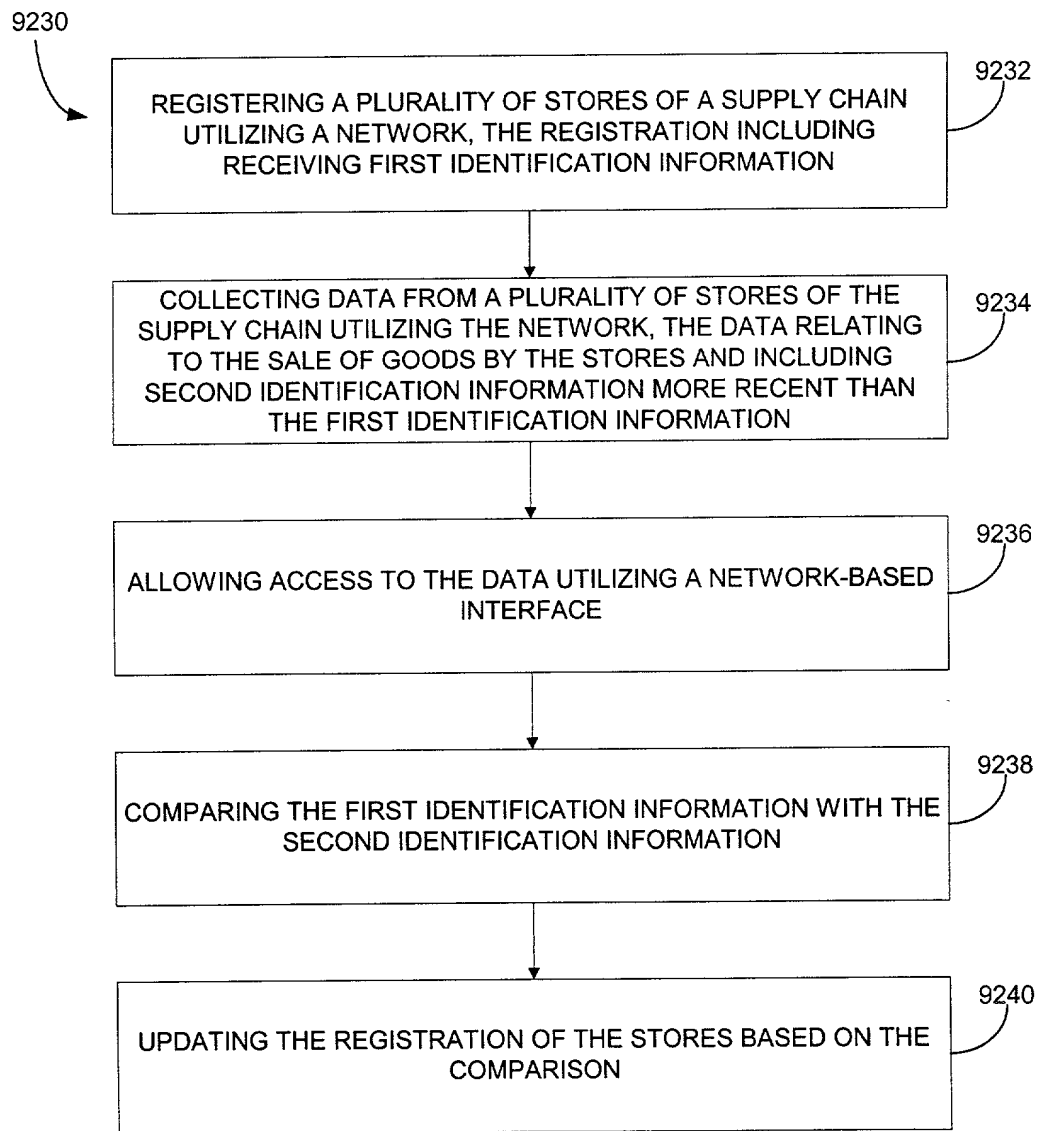 9230
9232
REGISTERING A PLURALITY OF STORES OF A SUPPLY CHAIN
UTILIZING A NETWORK, THE REGISTRATION INCLUDING
RECEIVING FIRST IDENTIFICATION INFORMATION
9234
COLLECTING DATA FROM A PLURALITY OF STORES OF THE
SUPPLY CHAIN UTILIZING THE NETWORK, THE DATA RELATING
TO THE SALE OF GOODS BY THE STORES AND INCLUDING
SECOND IDENTIFICATION INFORMATION MORE RECENT THAN
THE FIRST IDENTIFICATION INFORMATION
9236
ALLOWING ACCESS TO THE DATA UTILIZING A NETWORK-BASED
INTERFACE
9238
COMPARING THE FIRST IDENTIFICATION INFORMATION WITH THE
SECOND IDENTIFICATION INFORMATION
9240
UPDATING THE REGISTRATION OF THE STORES BASED ON THE
COMPARISON